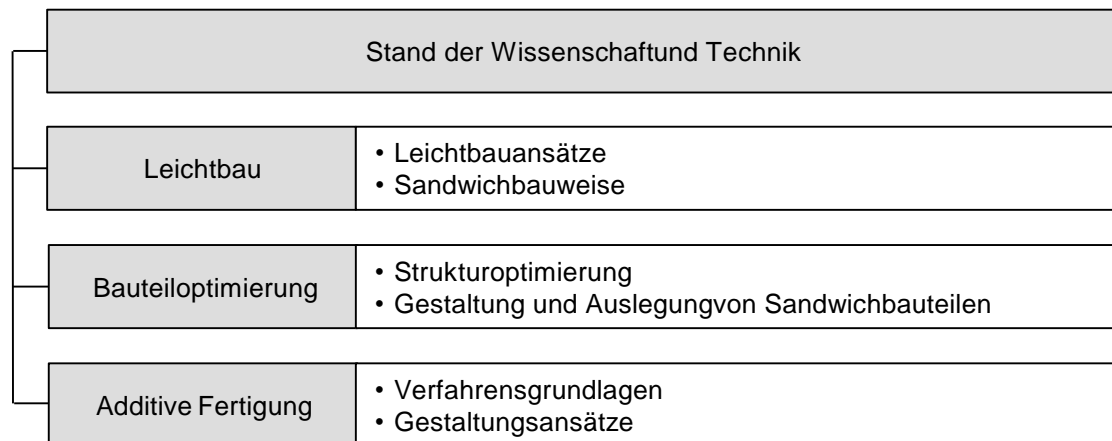 Stand der Wissenschaftund Technik
Leichtbau
• Leichtbauansätze
• Sandwichbauweise
Bauteiloptimierung
• Strukturoptimierung
• Gestaltung und Auslegungvon Sandwichbauteilen
Additive Fertigung
• Verfahrensgrundlagen
• Gestaltungsansätze